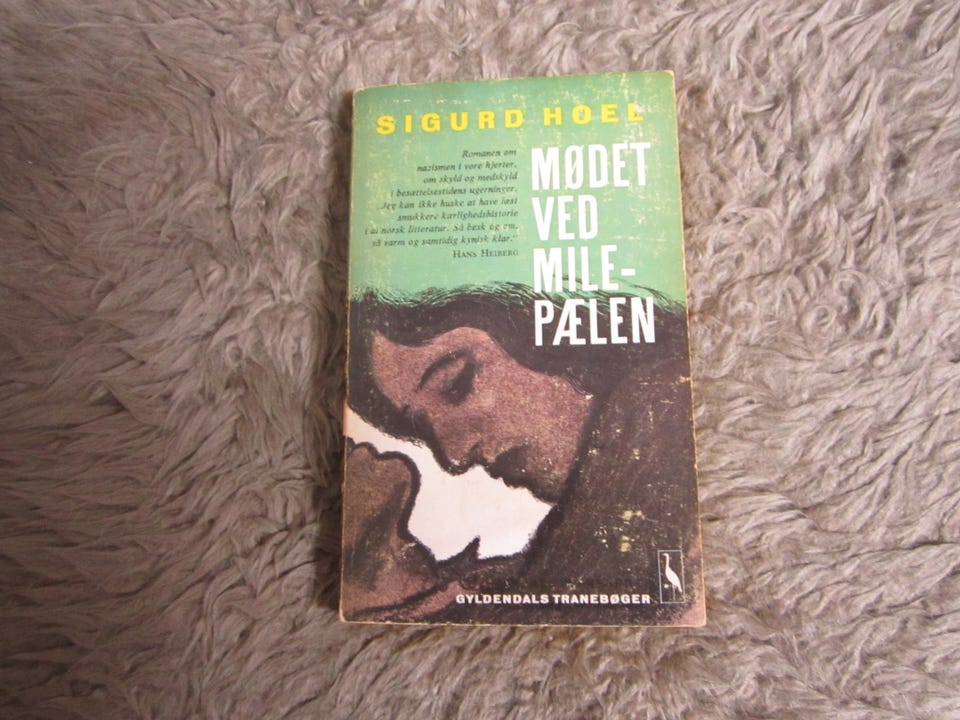 SIGURD HOEL
Romanen om
nazismen i vore hjerter,
om skyld og medskyld
i besættelsestidens ugerninger.
„Jeg kan ikke huske at have læst
smukkere kærlighedshistorie
i al norsk litteratur. Så besk og om,
så varm og samtidig kynisk klar.“
HANS HEIBERG
MØDET
VED
MILE-
PÆLEN
GYLDENDALS TRANEBØGER